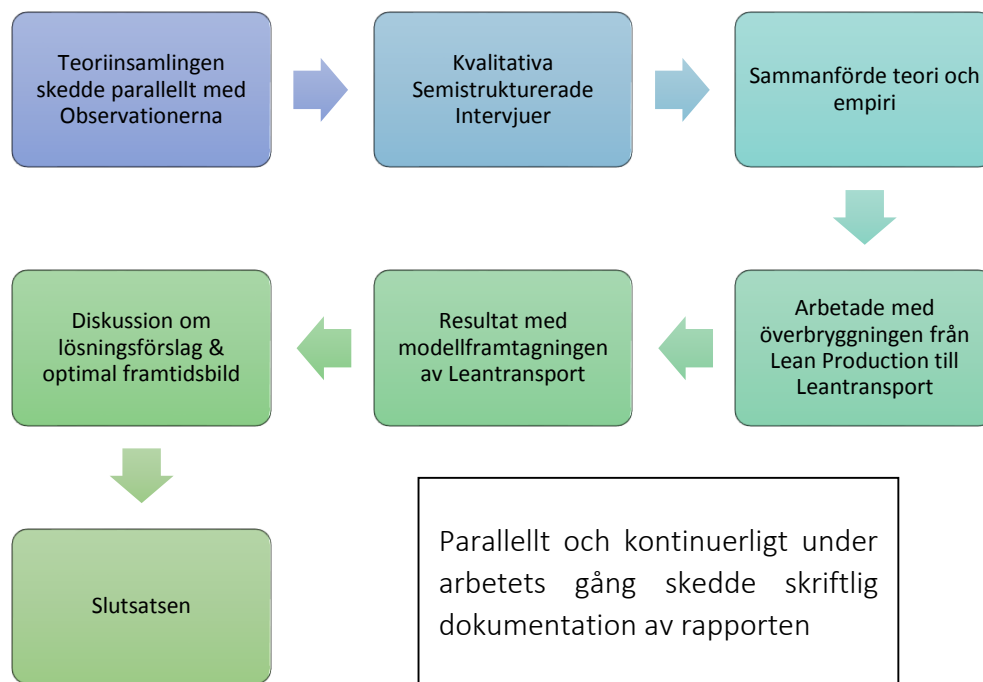 Teoriinsamlingen
skedde parallellt med
Observationerna
Kvalitativa
Semistrukturerade
Intervjuer
Sammanförde teori och
empiri
Arbetade med
överbryggningen från
Lean Production till
Leantransport
Resultat med
modellframtagningen
av Leantransport
Diskussion om
lösningsförslag &
optimal framtidsbild
Slutsatsen
Parallellt och kontinuerligt under
arbetets gång skedde skriftlig
dokumentation av rapporten